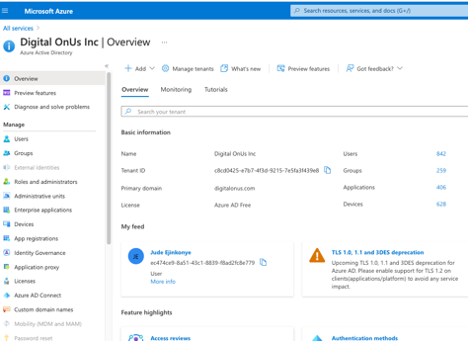 Microsoft Azure
Search resources, services, and docs (G+/)
All services
Digital OnUs Inc | Overview
Azure Active Directory
Overview
Preview features
Diagnose and solve problems
Manage
Users
Groups
External Identities
Roles and administrators
Administrative units
Enterprise applications
Devices
App registrations
Identity Governance
Application proxy
Licenses
Azure AD Connect
Custom domain names
Mobility (MDM and MAM)
Password reset
Add
Manage tenants
What's new
Preview features
Got feedback?
Overview Monitoring Tutorials
Search your tenant
Basic information
Name Digital OnUs Inc Users 842
Tenant ID c8cd0425-e7b7-4f3d-9215-7e5fa3f439e8 Groups 259
Primary domain digitalonus.com Applications 406
License Azure AD Free Devices 628
My feed
JE
Jude Ejinkonye
ec474ce9-8a51-43c1-8839-f8ad2fc8e779
User
More info
TLS 1.0, 1.1 and 3DES deprecation
Upcoming TLS 1.0, 1.1 and 3DES deprecation for
Azure AD. Please enable support for TLS 1.2 on
clients(applications/platform) to avoid any service
impact.
Feature highlights
Access reviews
Authentication methods